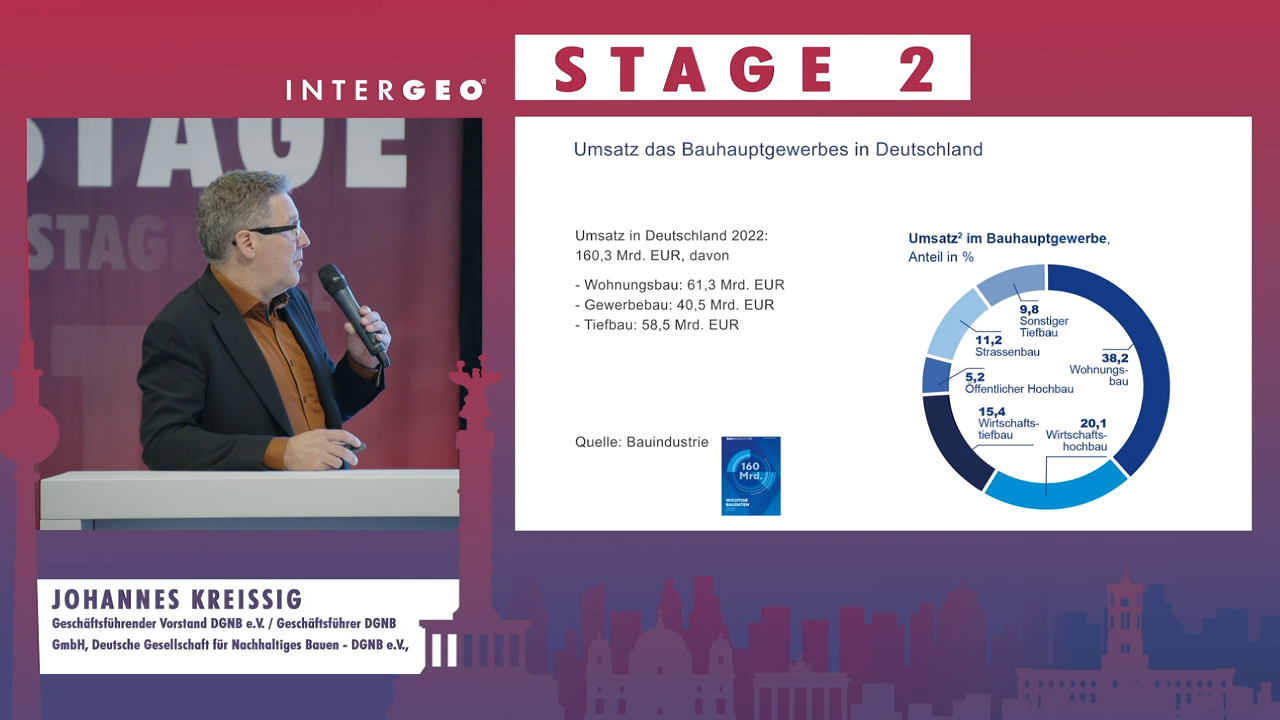 INTERGEO®
STAGE 2
STAGE
STAGE
Umsatz das Bauhauptgewerbes in Deutschland
Umsatz in Deutschland 2022:
160,3 Mrd. EUR, davon
- Wohnungsbau: 61,3 Mrd. EUR
- Gewerbebau: 40,5 Mrd. EUR
- Tiefbau: 58,5 Mrd. EUR
Quelle: Bauindustrie
160
Mrd.
WICHTIGE
BAUDATEN
Umsatz² im Bauhauptgewerbe,
Anteil in %
9,8
Sonstiger
Tiefbau
11,2
Strassenbau
38,2
Wohnungs-
bau
5,2
Öffentlicher Hochbau
15,4
Wirtschafts-
tiefbau
20,1
Wirtschafts-
hochbau
JOHANNES KREISSIG
Geschäftsführender Vorstand DGNB e.V. / Geschäftsführer DGNB
GmbH, Deutsche Gesellschaft für Nachhaltiges Bauen - DGNB e.V.,